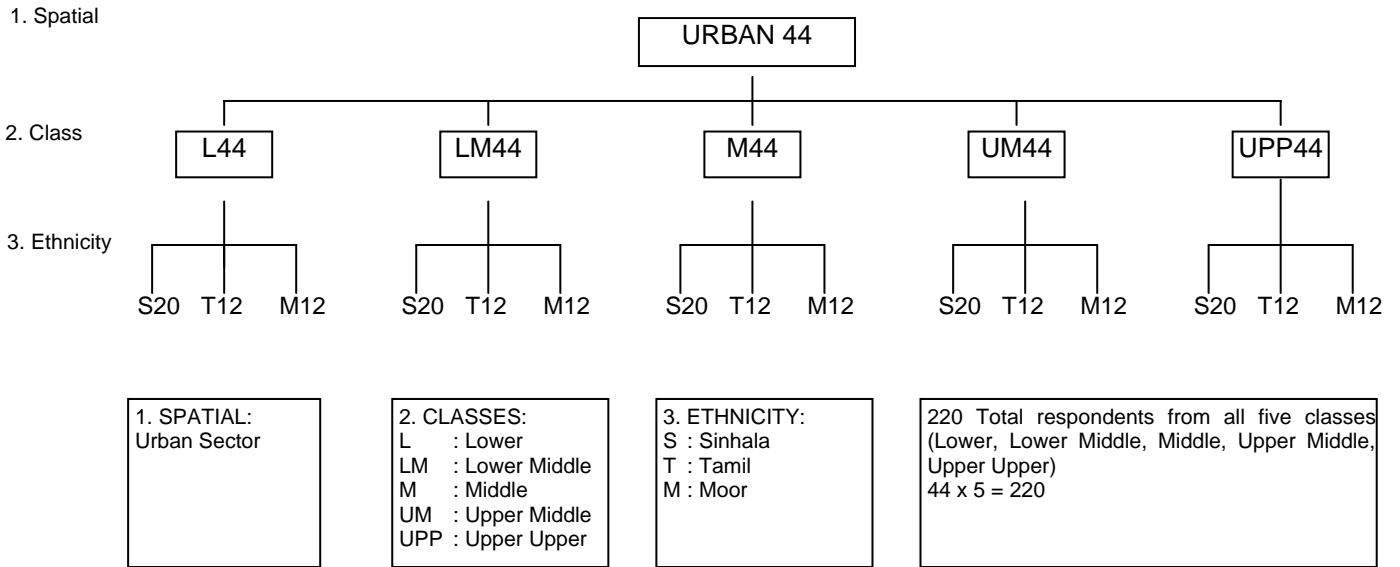 1. Spatial
URBAN 44
2. Class
L44 LM44 M44 UM44 UPP44
3. Ethnicity
S20 T12 M12 S20 T12 M12 S20 T12 M12 S20 T12 M12 S20 T12 M12
1. SPATIAL:
Urban Sector
2. CLASSES:
L : Lower
LM : Lower Middle
M : Middle
UM : Upper Middle
UPP : Upper Upper
3. ETHNICITY:
S : Sinhala
T : Tamil
M : Moor
220 Total respondents from all five classes
(Lower, Lower Middle, Middle, Upper Middle,
Upper Upper)
44 x 5 = 220